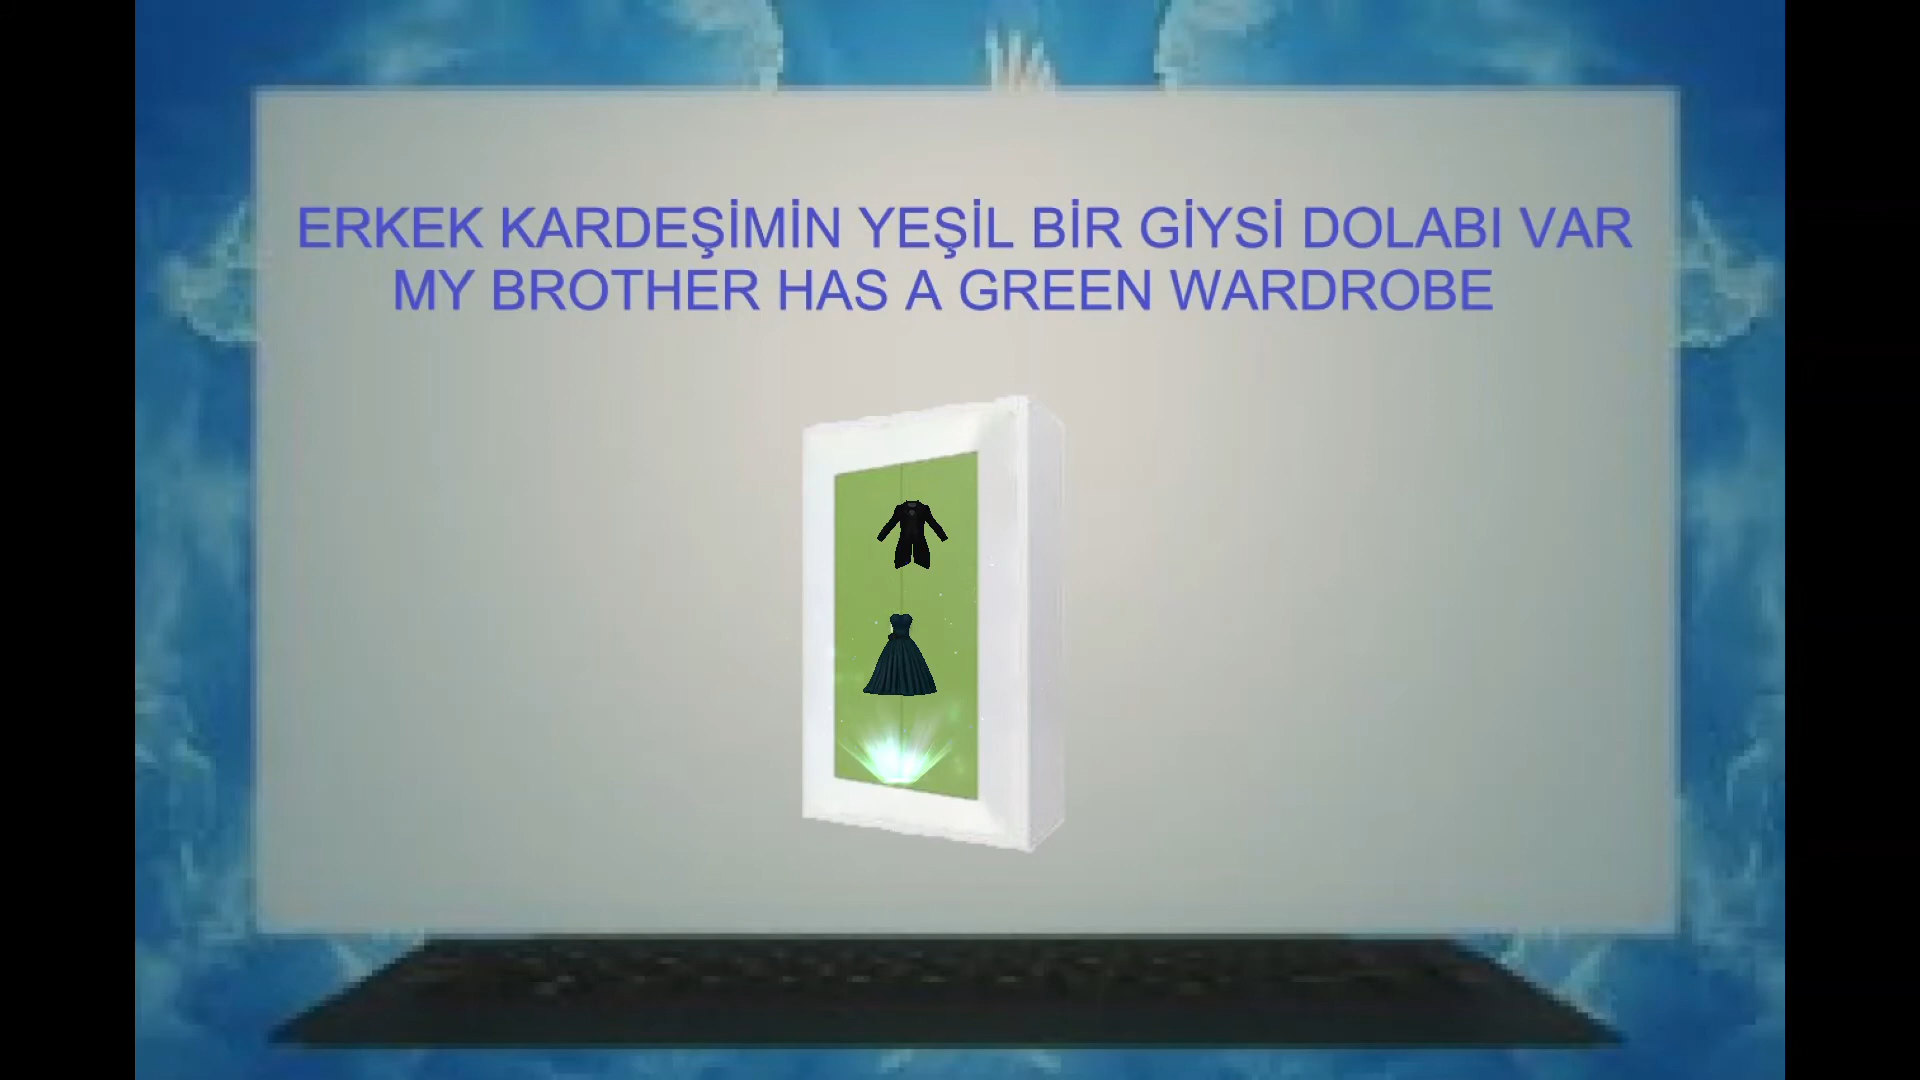 ERKEK KARDEŞİMİN YEŞİL BİR GİYSİ DOLABI VAR
MY BROTHER HAS A GREEN WARDROBE